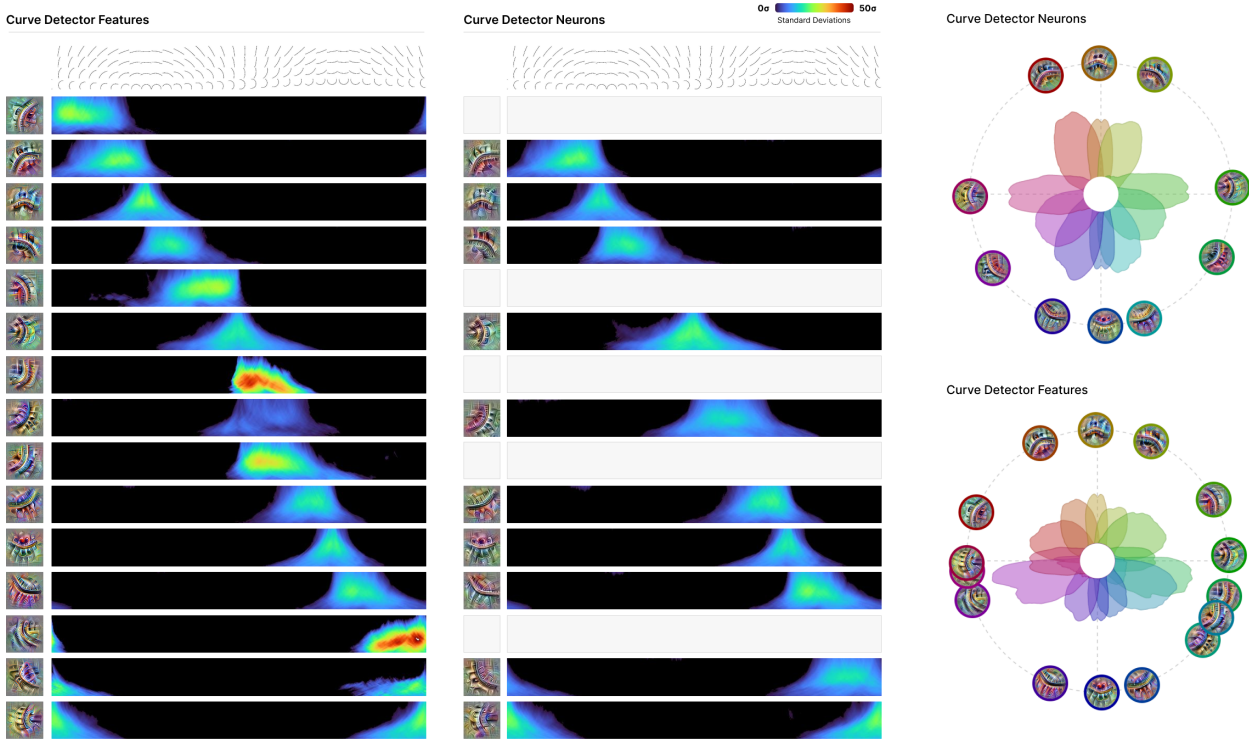 Curve Detector Features
Curve Detector Neurons
0σ 50σ
Standard Deviations
Curve Detector Neurons
Curve Detector Features